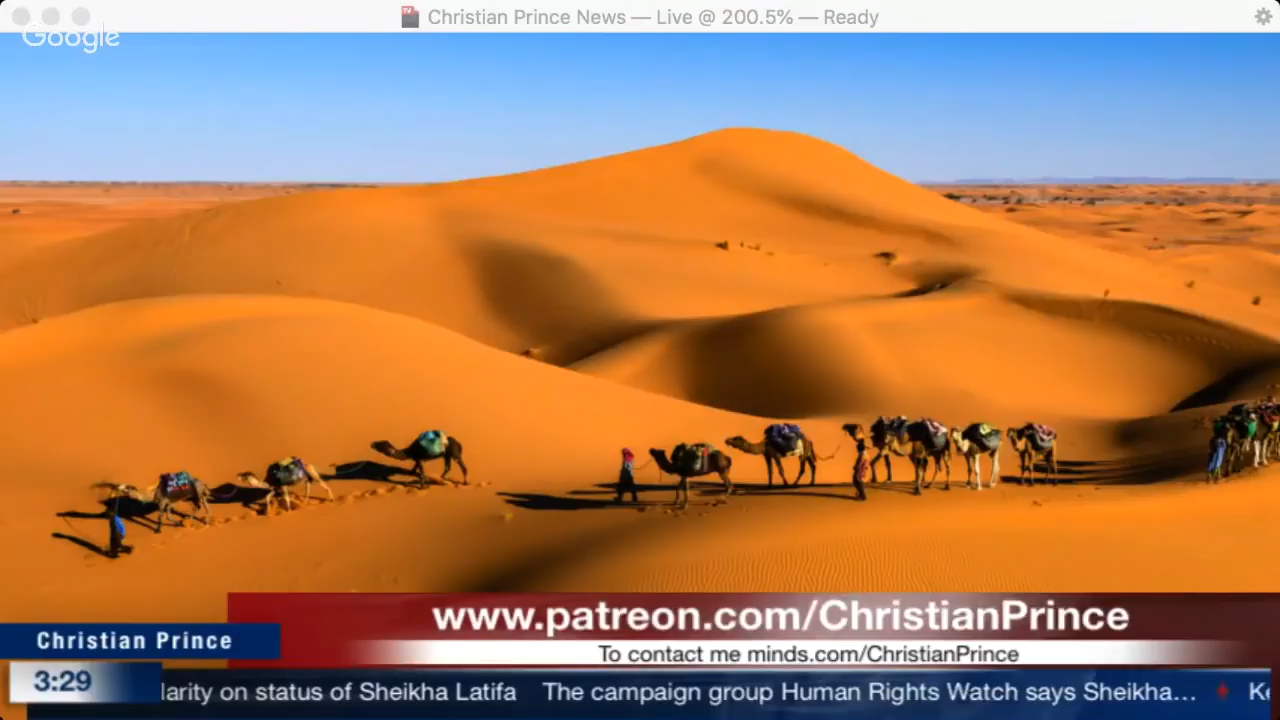 Christian Prince News — Live @ 200.5% — Ready
Google
www.patreon.com/ChristianPrince
Christian Prince
To contact me minds.com/ChristianPrince
3:29
larity on status of Sheikha Latifa The campaign group Human Rights Watch says Sheikha... ♦ Ke